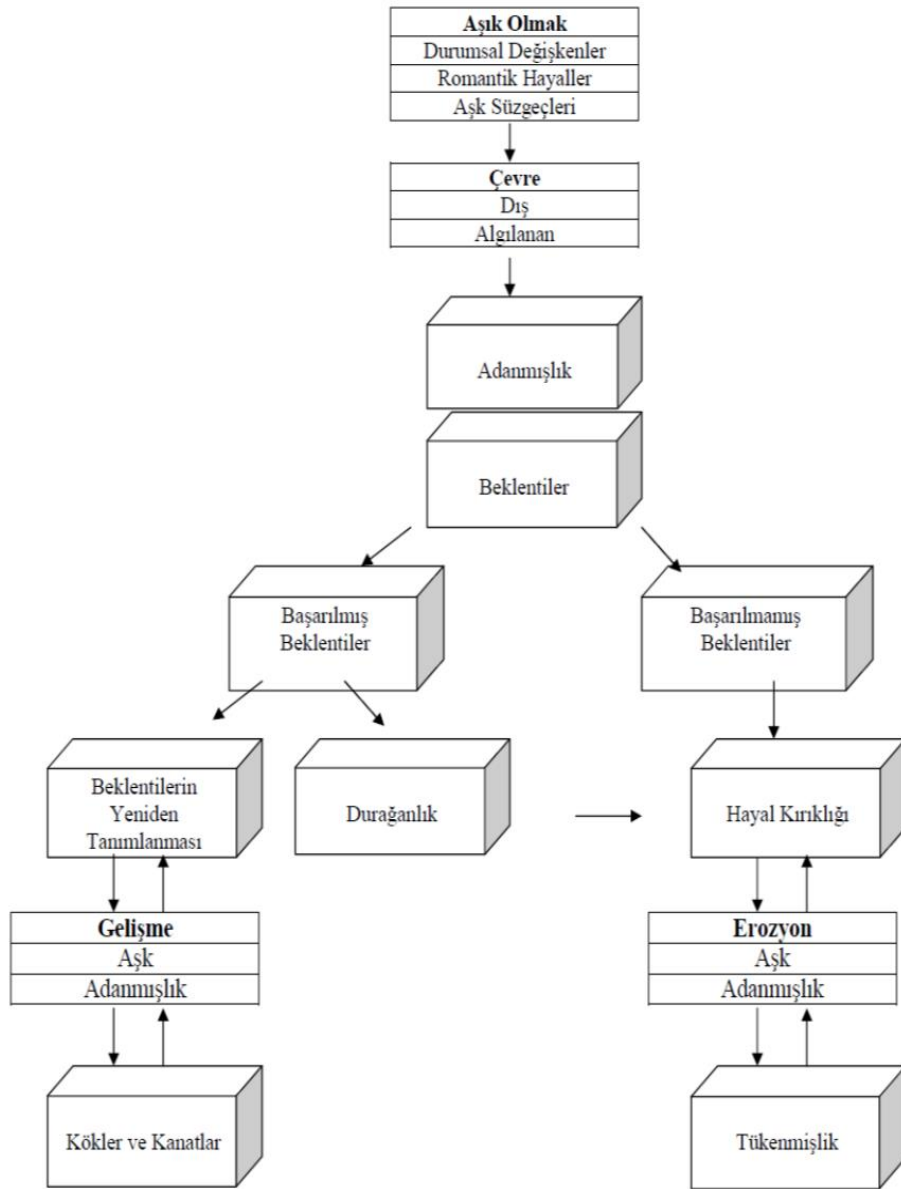 Aşık Olmak
Durumsal Değişkenler
Romantik Hayaller
Aşk Süzgeçleri
Çevre
Dış
Algılanan
Adanmışlık
Beklentiler
Başarılmış
Beklentiler
Başarılmamış
Beklentiler
Beklentilerin
Yeniden
Tanımlanması
Durağanlık
Hayal Kırıklığı
Gelişme
Aşk
Adanmışlık
Erozyon
Aşk
Adanmışlık
Kökler ve Kanatlar
Tükenmişlik